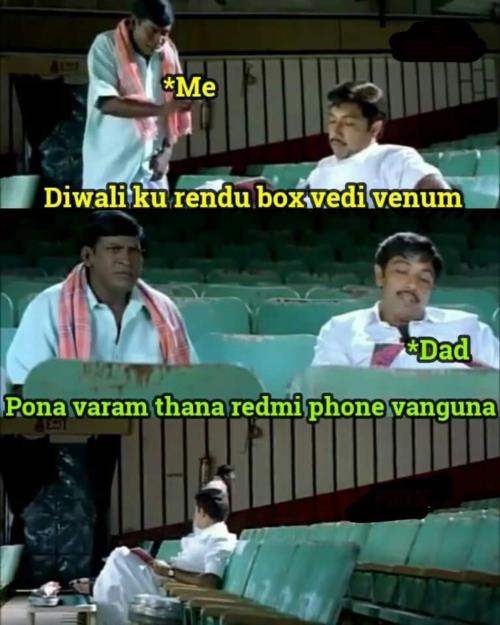 *Me
Diwali ku rendu box vedi venum
*Dad
Pona varam thana redmi phone vanguna